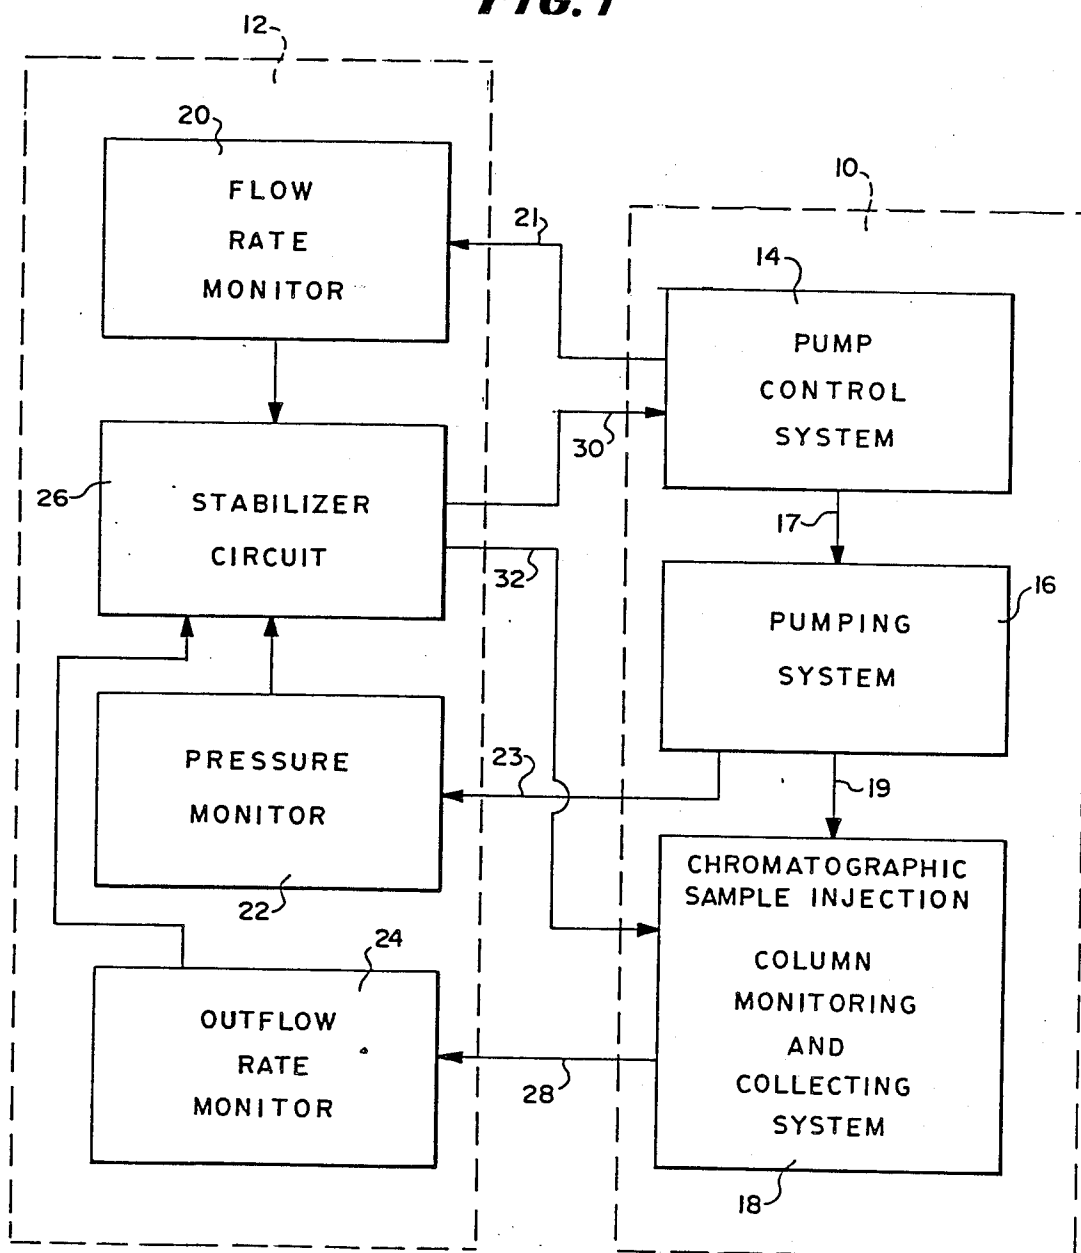 FIG. 1
12
20
FLOW
RATE
MONITOR
21
10
14
PUMP
CONTROL
SYSTEM
30
26
STABILIZER
CIRCUIT
32
17
16
PUMPING
SYSTEM
PRESSURE
MONITOR
22
23
19
CHROMATOGRAPHIC
SAMPLE INJECTION
COLUMN
MONITORING
AND
COLLECTING
SYSTEM
18
24
OUTFLOW
RATE
MONITOR
28